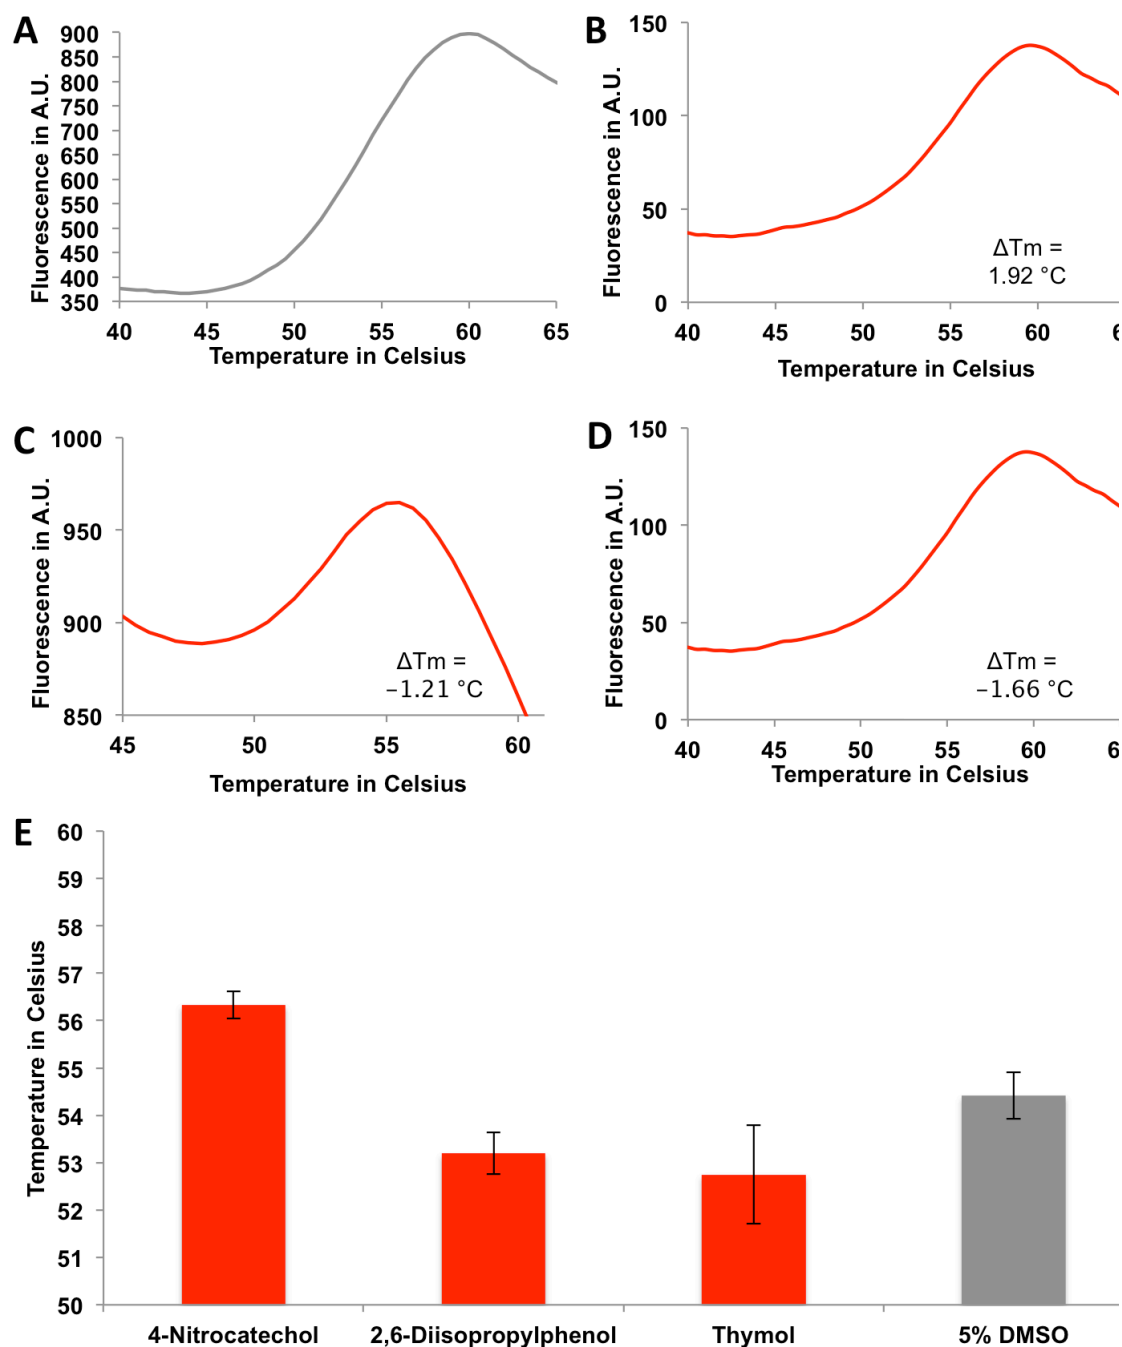 A
900
850
800
750
700
650
600
550
500
450
400
350
Fluorescence in A.U.
40 45 50 55 60 65
Temperature in Celsius
B
150
100
50
0
Fluorescence in A.U.
ΔTm =
1.92 °C
40 45 50 55 60 6
Temperature in Celsius
C
1000
950
900
850
Fluorescence in A.U.
ΔTm =
–1.21 °C
45 50 55 60
Temperature in Celsius
D
150
100
50
0
Fluorescence in A.U.
ΔTm =
–1.66 °C
40 45 50 55 60 6
Temperature in Celsius
E
60
59
58
57
56
55
54
53
52
51
50
Temperature in Celsius
4-Nitrocatechol 2,6-Diisopropylphenol Thymol 5% DMSO